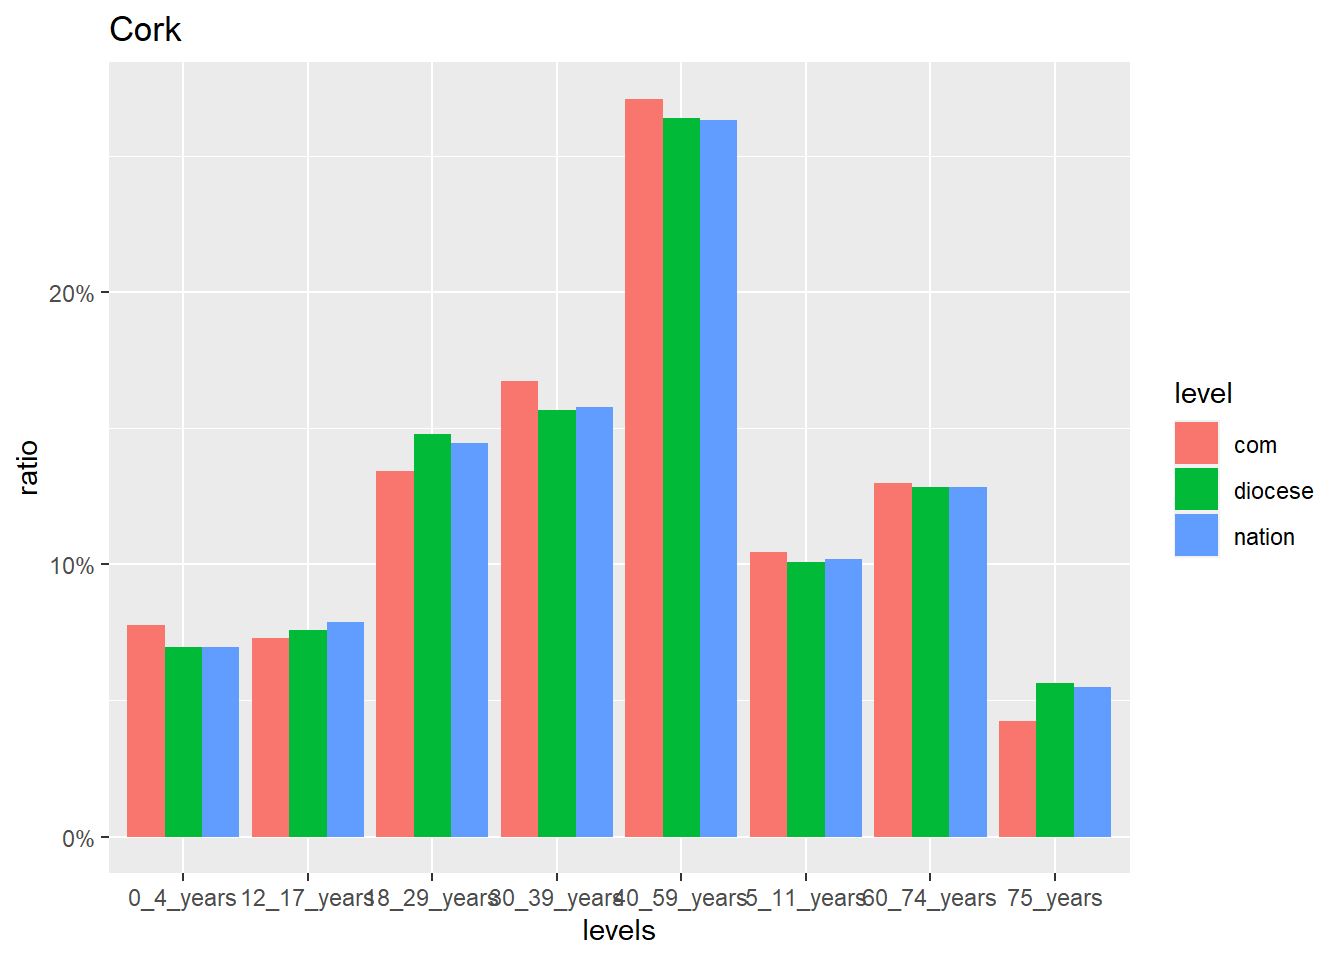 Cork
ratio
20%
10%
0%
0_4_years 12_17_years 18_29_years 30_39_years 40_59_years 5_11_years 60_74_years 75_years
levels
level
com
diocese
nation